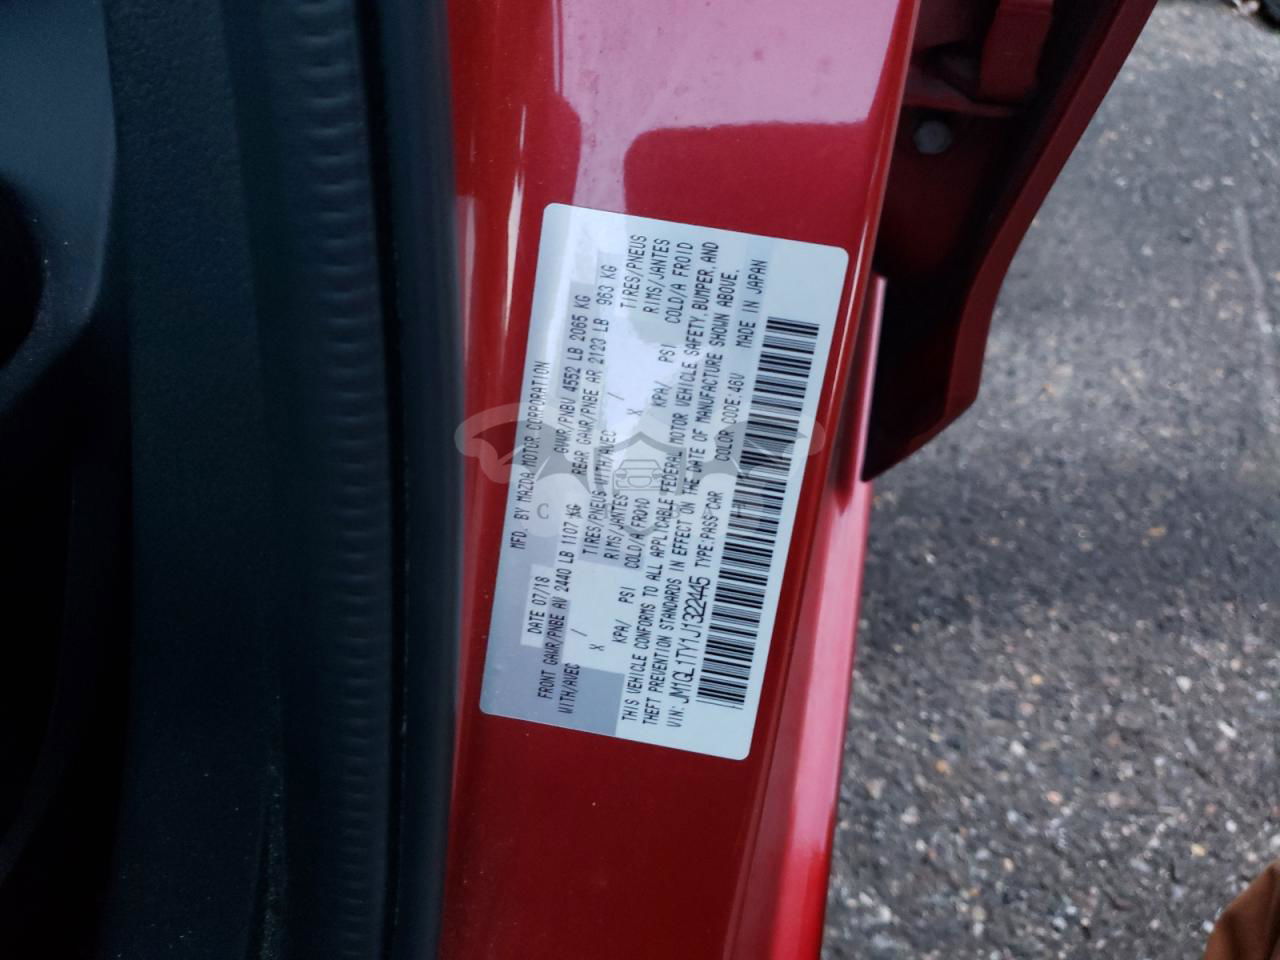 MFD. BY MAZDA MOTOR CORPORATION
DATE 07/18 GVWR/PNBV 4552 LB 2065 KG
FRONT GAWR/PNBE AV 2440 LB 1107 KG REAR GAWR/PNBE AR 2123 LB 963 KG
WITH/AVEC / TIRES/PNEUS WITH/AVEC / TIRES/PNEUS
X RIMS/JANTES X RIMS/JANTES
KPA/ PSI COLD/A FROID KPA/ PSI COLD/A FROID
THIS VEHICLE CONFORMS TO ALL APPLICABLE FEDERAL MOTOR VEHICLE SAFETY, BUMPER, AND
THEFT PREVENTION STANDARDS IN EFFECT ON THE DATE OF MANUFACTURE SHOWN ABOVE.
VIN: JM1GL1TY1J1322445 TYPE:PASS CAR COLOR CODE:46V MADE IN JAPAN